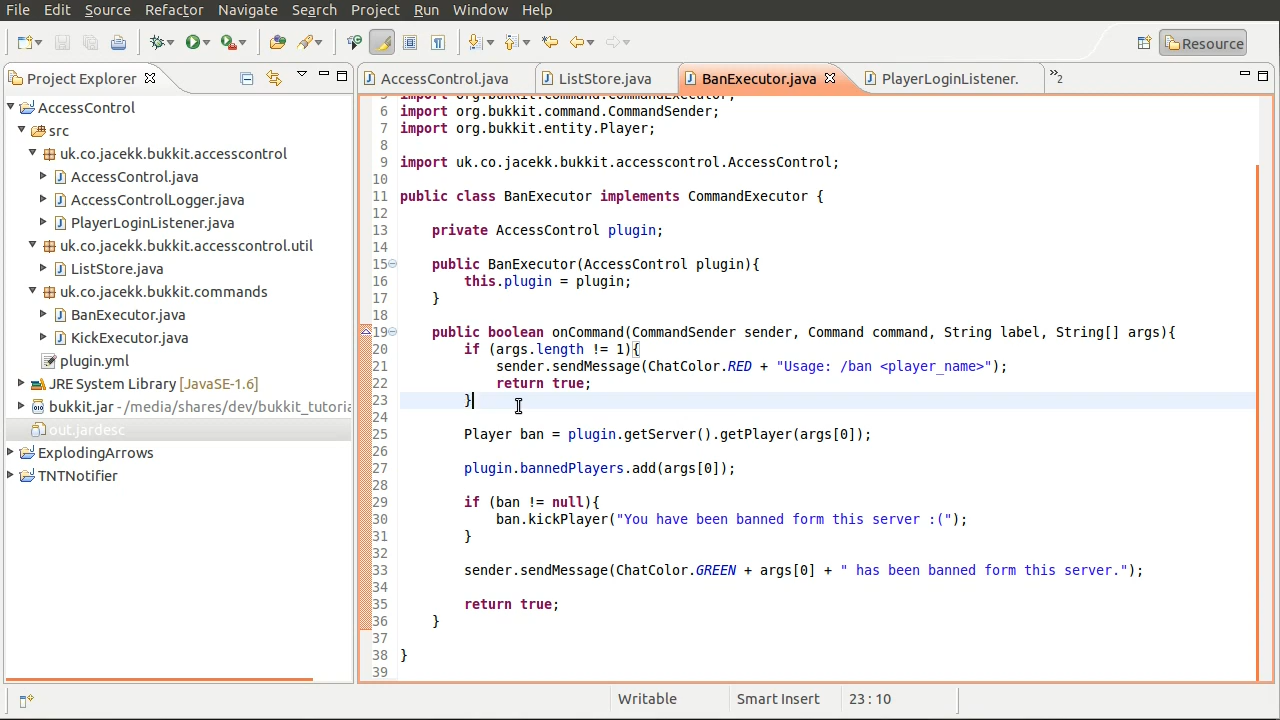 File Edit Source Refactor Navigate Search Project Run Window Help
Resource
Project Explorer
AccessControl
src
uk.co.jacekk.bukkit.accesscontrol
AccessControl.java
AccessControlLogger.java
PlayerLoginListener.java
uk.co.jacekk.bukkit.accesscontrol.util
ListStore.java
uk.co.jacekk.bukkit.commands
BanExecutor.java
KickExecutor.java
plugin.yml
JRE System Library [JavaSE-1.6]
bukkit.jar - /media/shares/dev/bukkit_tutoria
out.jardesc
ExplodingArrows
TNTNotifier
AccessControl.java ListStore.java BanExecutor.java PlayerLoginListener. »2
5 import org.bukkit.command.CommandExecutor;
6 import org.bukkit.command.CommandSender;
7 import org.bukkit.entity.Player;
8
9 import uk.co.jacekk.bukkit.accesscontrol.AccessControl;
10
11 public class BanExecutor implements CommandExecutor {
12
13 private AccessControl plugin;
14
15 public BanExecutor(AccessControl plugin){
16 this.plugin = plugin;
17 }
18
19 public boolean onCommand(CommandSender sender, Command command, String label, String[] args){
20 if (args.length != 1){
21 sender.sendMessage(ChatColor.RED + "Usage: /ban <player_name>");
22 return true;
23 }
24
25 Player ban = plugin.getServer().getPlayer(args[0]);
26
27 plugin.bannedPlayers.add(args[0]);
28
29 if (ban != null){
30 ban.kickPlayer("You have been banned form this server :(");
31 }
32
33 sender.sendMessage(ChatColor.GREEN + args[0] + " has been banned form this server.");
34
35 return true;
36 }
37
38 }
39
Writable Smart Insert 23 : 10